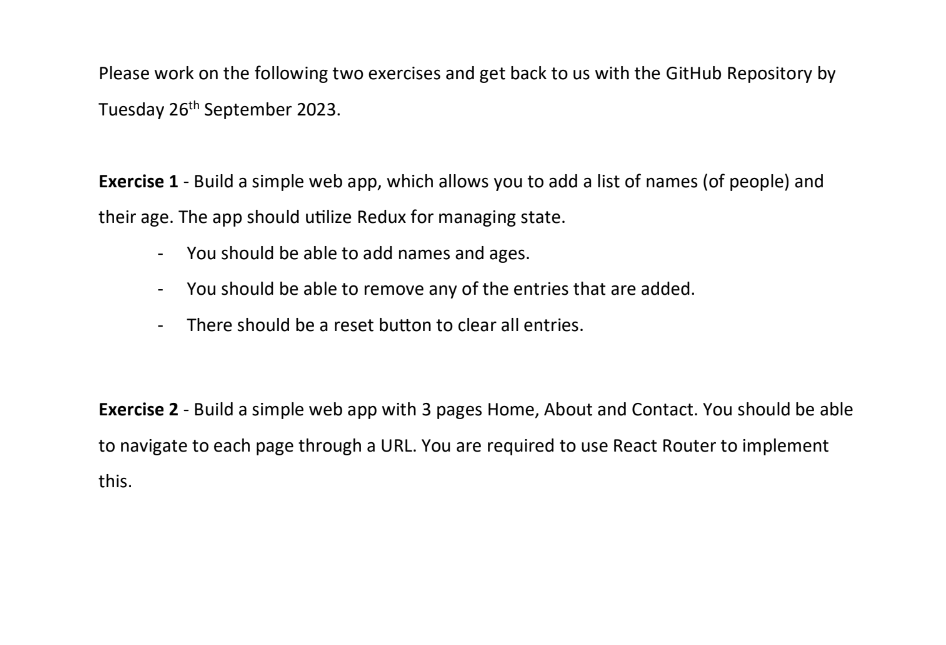 Please work on the following two exercises and get back to us with the GitHub Repository by
Tuesday 26th September 2023.
Exercise 1 - Build a simple web app, which allows you to add a list of names (of people) and
their age. The app should utilize Redux for managing state.
- You should be able to add names and ages.
- You should be able to remove any of the entries that are added.
- There should be a reset button to clear all entries.
Exercise 2 - Build a simple web app with 3 pages Home, About and Contact. You should be able
to navigate to each page through a URL. You are required to use React Router to implement
this.